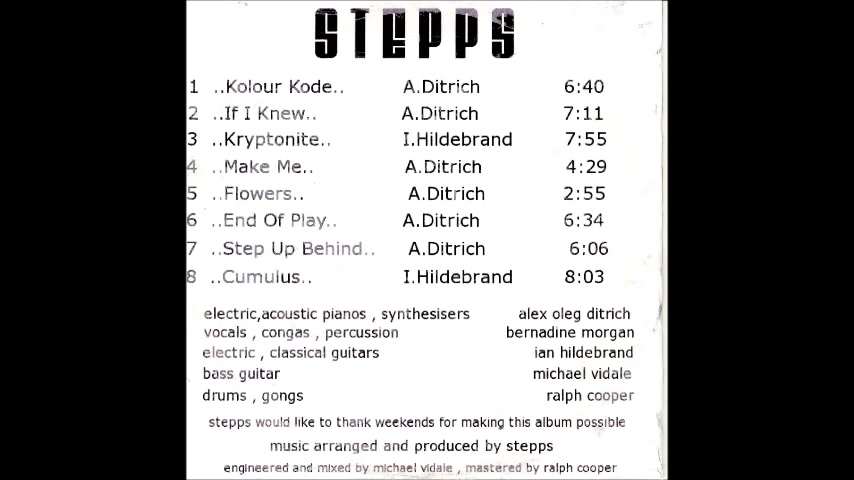 STEPPS
1 ..Kolour Kode.. A.Ditrich 6:40
2 ..If I Knew.. A.Ditrich 7:11
3 ..Kryptonite.. I.Hildebrand 7:55
4 ..Make Me.. A.Ditrich 4:29
5 ..Flowers.. A.Ditrich 2:55
6 ..End Of Play.. A.Ditrich 6:34
7 ..Step Up Behind.. A.Ditrich 6:06
8 ..Cumulus.. I.Hildebrand 8:03
electric,acoustic pianos , synthesisers alex oleg ditrich
vocals , congas , percussion bernadine morgan
electric , classical guitars ian hildebrand
bass guitar michael vidale
drums , gongs ralph cooper
stepps would like to thank weekends for making this album possible
music arranged and produced by stepps
engineered and mixed by michael vidale , mastered by ralph cooper